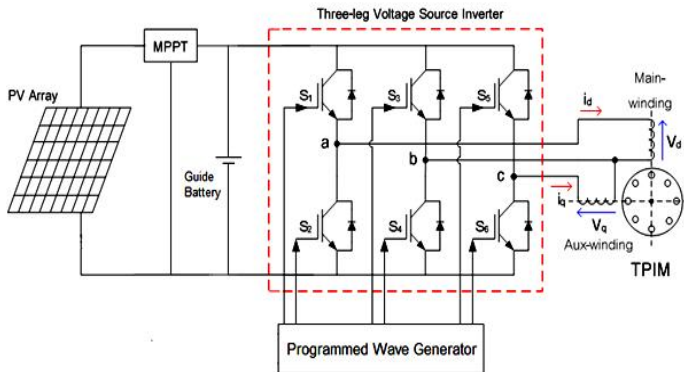 Three-leg Voltage Source Inverter
MPPT
PV Array
Guide
Battery
S1
S3
S5
a
b
c
S2
S4
S6
Main-
winding
id
Vd
iq
Vq
Aux-winding
TPIM
Programmed Wave Generator